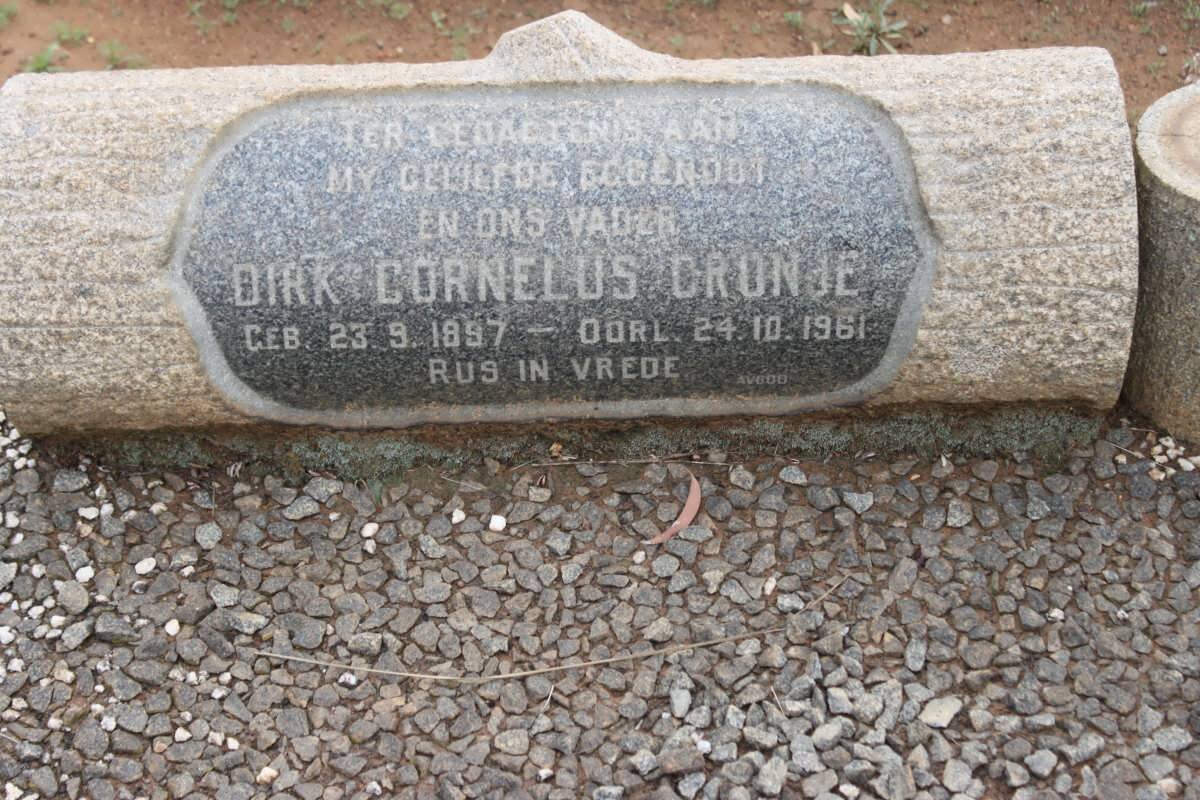 TER GEDAGTENIS AAN
MY GELIEFDE EGGENOOT
EN ONS VADER
DIRK CORNELUS CRONJE
GEB. 23.9.1897 — OORL. 24.10.1961
RUS IN VREDE